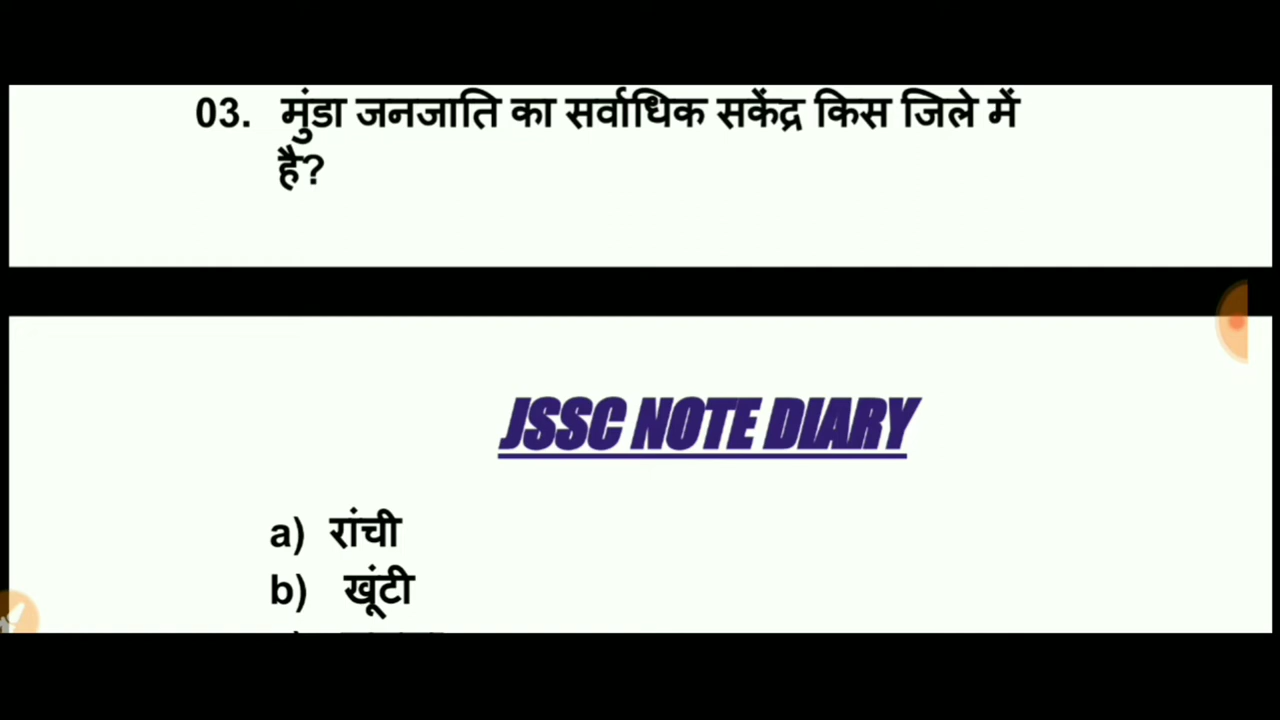 03. मुंडा जनजाति का सर्वाधिक सकेंद्र किस जिले में
है?
JSSC NOTE DIARY
a) रांची
b) खूंटी